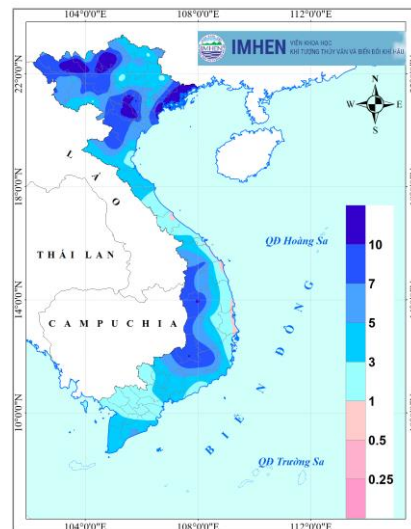 104°0'0"E
108°0'0"E
112°0'0"E
IMHEN
VIỆN KHOA HỌC
KHÍ TƯỢNG THỦY VĂN VÀ BIẾN ĐỔI KHÍ HẬU
22°0'0"N
N
W
E
S
LÀO
18°0'0"N
QĐ Hoàng Sa
THÁI LAN
10
7
5
3
1
0.5
0.25
14°0'0"N
CAMPUCHIA
BIỂN ĐÔNG
10°0'0"N
QĐ Trường Sa
104°0'0"E
108°0'0"E
112°0'0"E